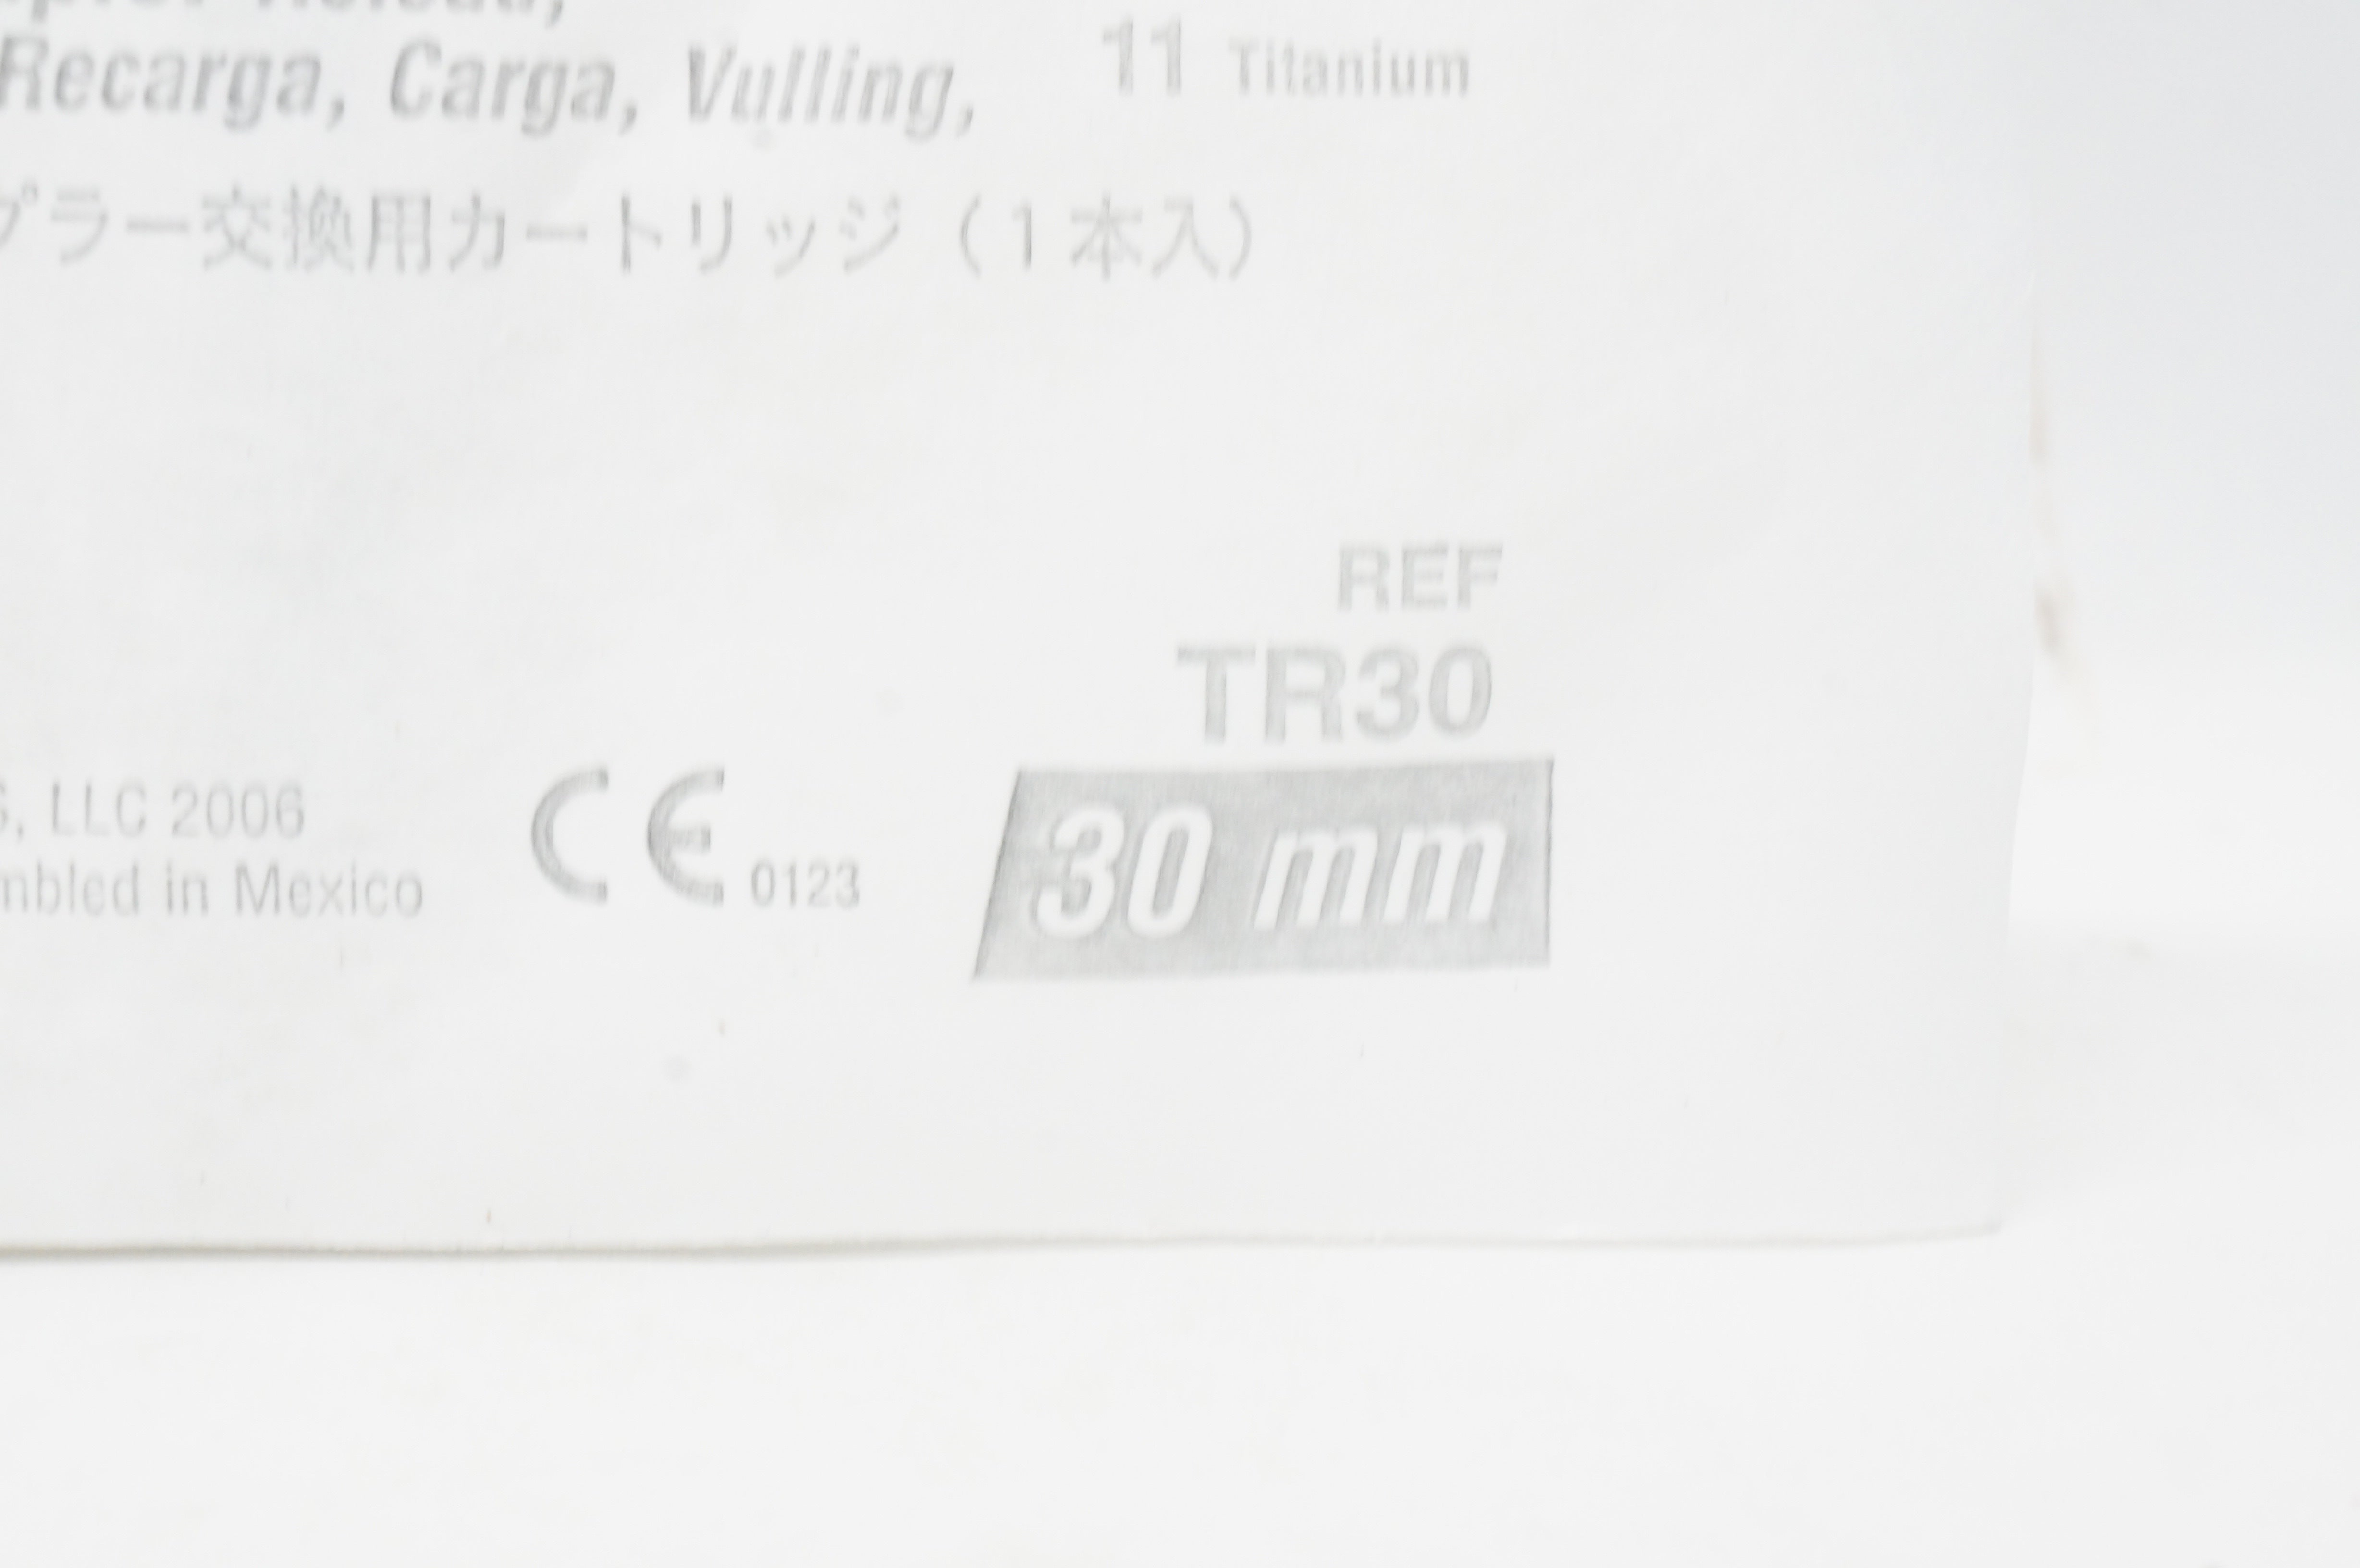 Reload,
Recarga, Carga, Vulling,
11 Titanium
プラー交換用カートリッジ（1本入）
REF
TR30
30 mm
, LLC 2006
in Mexico
CE 0123